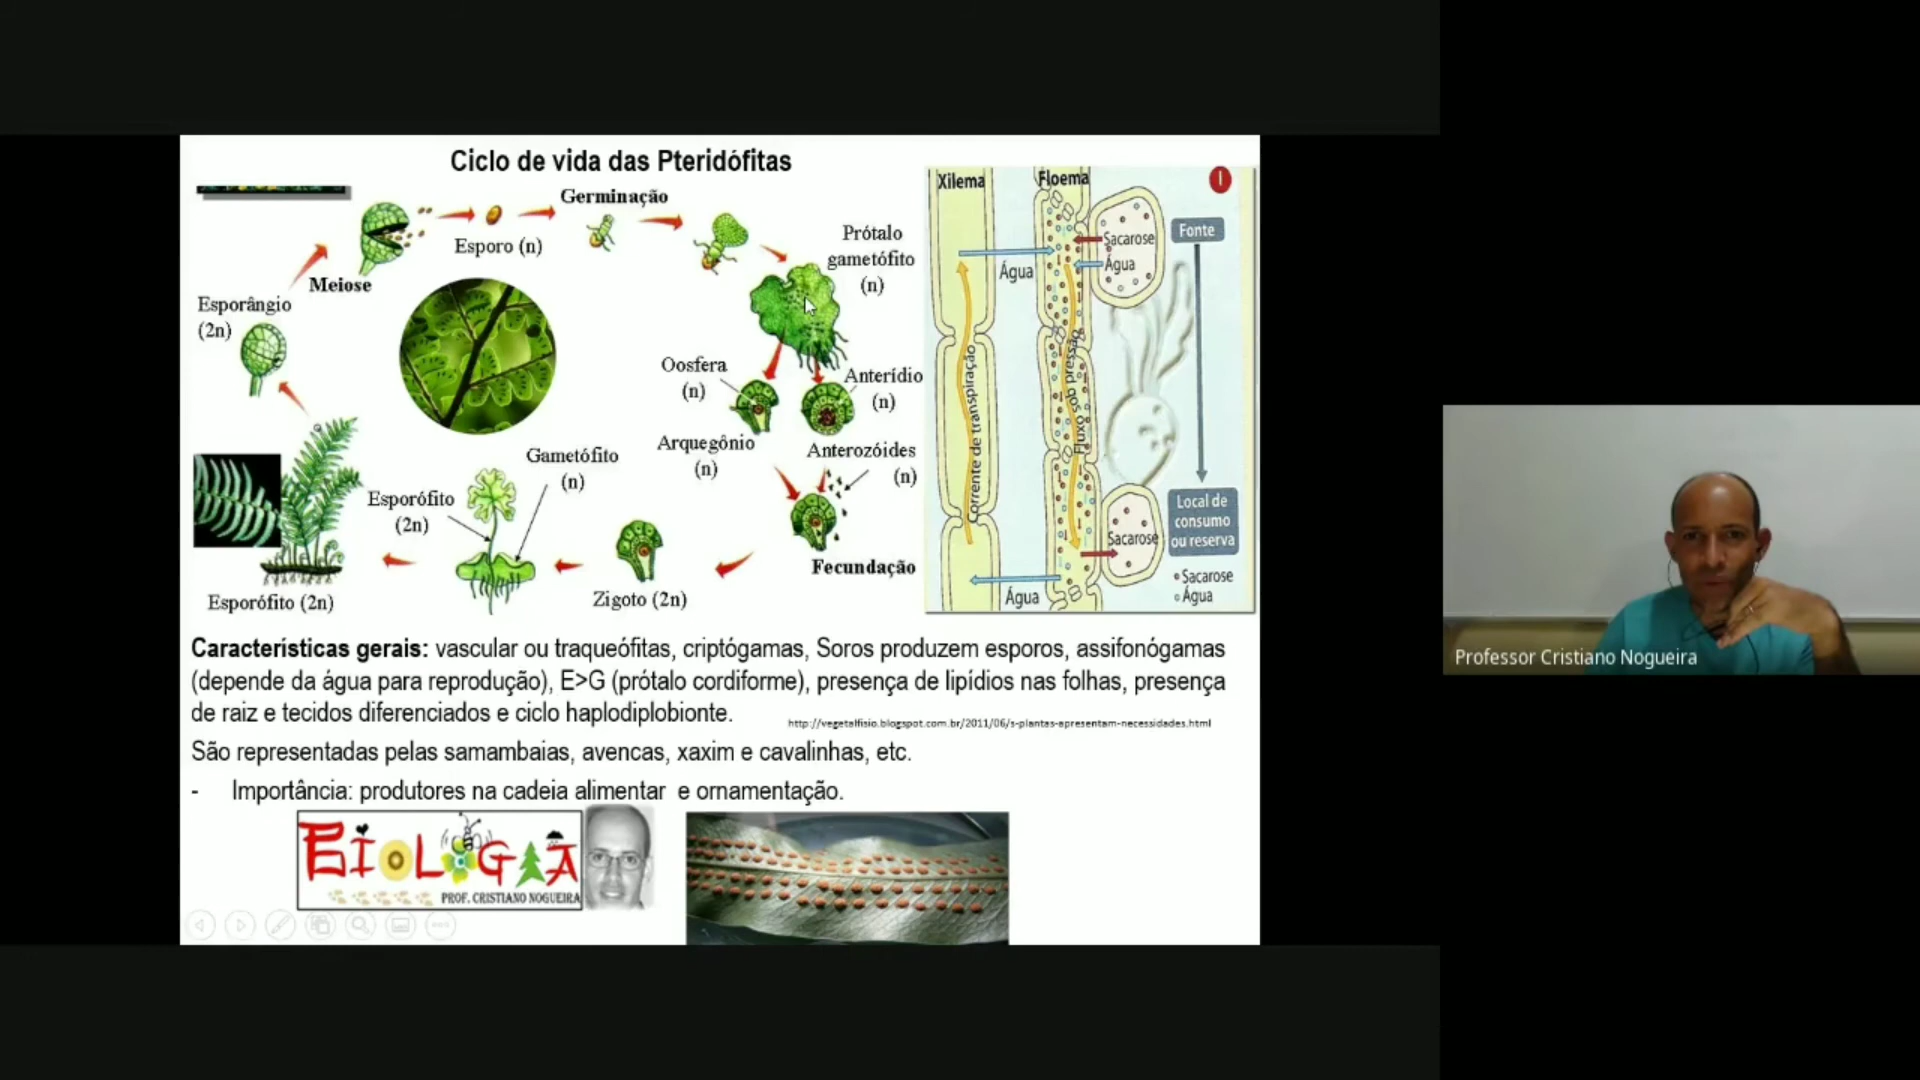 Ciclo de vida das Pteridófitas
Germinação
Esporo (n)
Meiose
Esporângio
(2n)
Prótalo
gametófito
(n)
Oosfera
(n)
Anterídio
(n)
Arquegônio
(n)
Anterozóides
(n)
Gametófito
(n)
Esporófito
(2n)
Fecundação
Zigoto (2n)
Esporófito (2n)
Xilema
Floema
I
Sacarose
Água
Fonte
Água
Corrente de transpiração
Fluxo sob pressão
Local de
consumo
ou reserva
Sacarose
Sacarose
Água
Água
Características gerais: vascular ou traqueófitas, criptógamas, Soros produzem esporos, assifonógamas
(depende da água para reprodução), E>G (prótalo cordiforme), presença de lipídios nas folhas, presença
de raiz e tecidos diferenciados e ciclo haplodiplobionte.
http://vegetalfisio.blogspot.com.br/2011/06/s-plantas-apresentam-necessidades.html
São representadas pelas samambaias, avencas, xaxim e cavalinhas, etc.
- Importância: produtores na cadeia alimentar e ornamentação.
BIOLOGIA
PROF. CRISTIANO NOGUEIRA
Professor Cristiano Nogueira